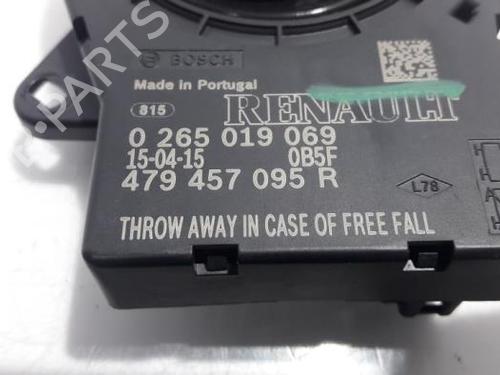 BOSCH
Made in Portugal
815
RENAULT
0 265 019 069
15-04-15 0B5F
479 457 095 R
L78
THROW AWAY IN CASE OF FREE FALL